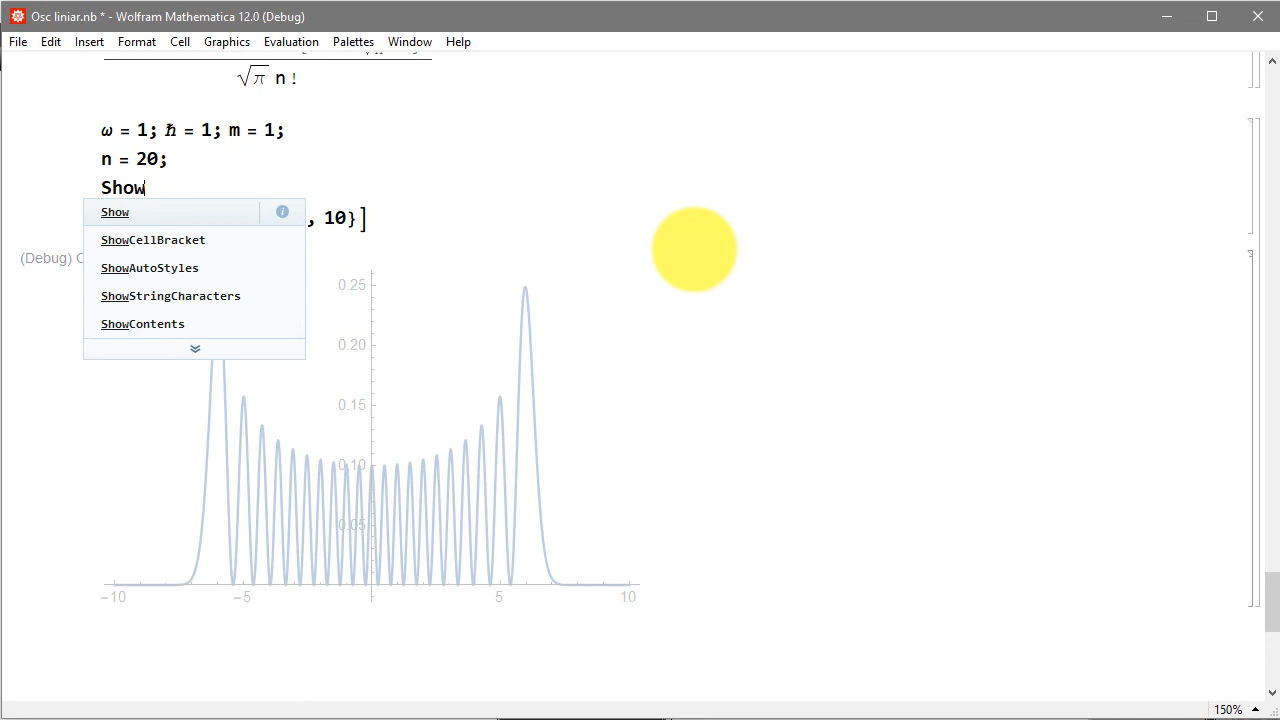 Osc liniar.nb * - Wolfram Mathematica 12.0 (Debug)
File Edit Insert Format Cell Graphics Evaluation Palettes Window Help
√π n !
ω = 1; ℏ = 1; m = 1;
n = 20;
Show
Show
, 10}]
ShowCellBracket
(Debug)
ShowAutoStyles
ShowStringCharacters
ShowContents
0.25
0.20
0.15
0.10
0.05
-10 -5 5 10
150%